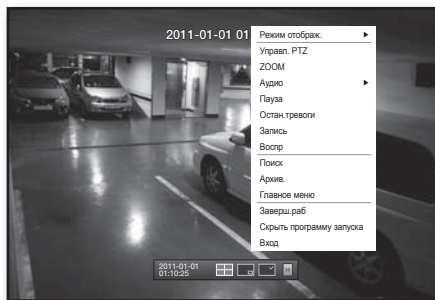 2011-01-01 01
Режим отображ.
Управл. PTZ
ZOOM
Аудио
Пауза
Остан.тревоги
Запись
Воспр
Поиск
Архив.
Главное меню
Заверш.раб
Скрыть программу запуска
Вход
2011-01-01
01:10:25